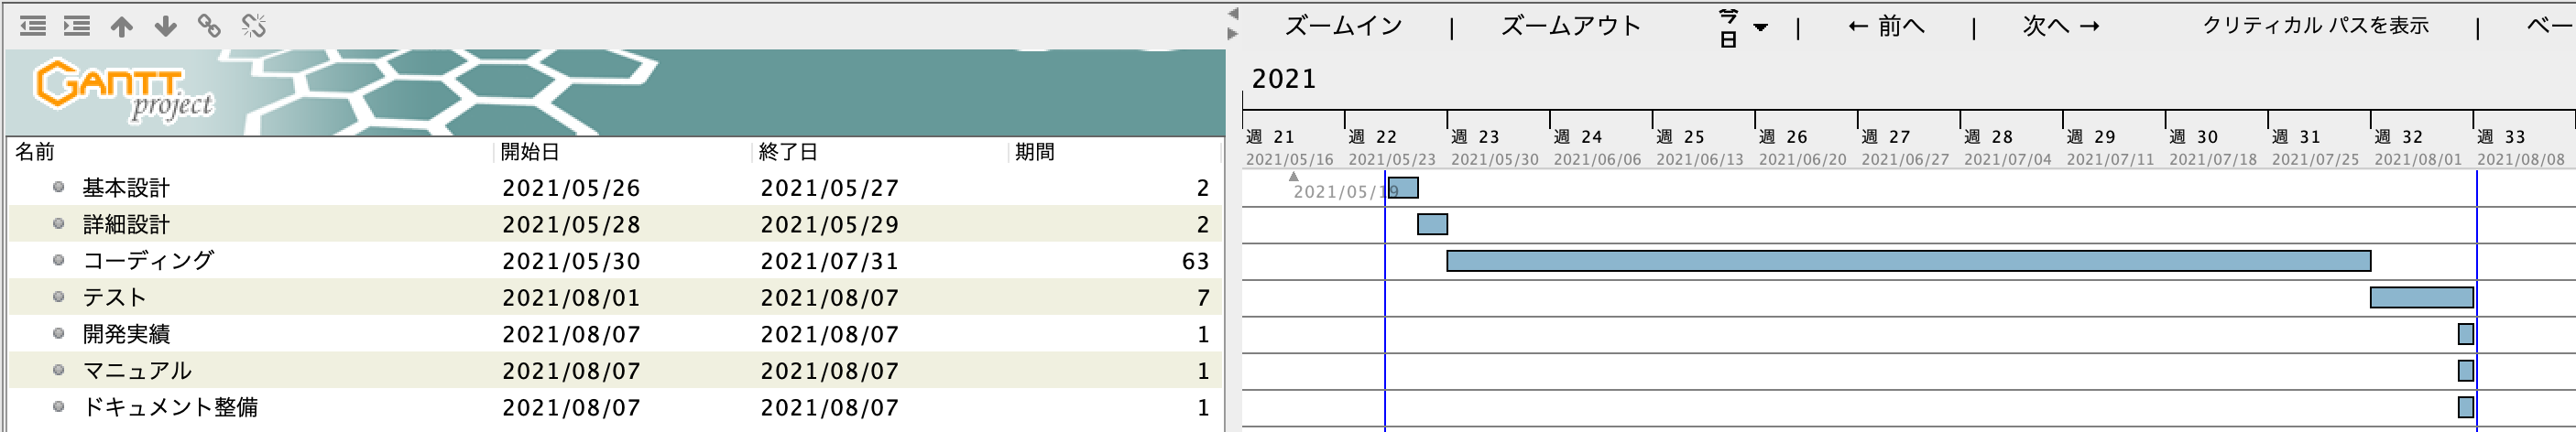 ズームイン | ズームアウト 今日 | ← 前へ | 次へ → クリティカル パスを表示 | ベー
GANTT
project
2021
週 21 週 22 週 23 週 24 週 25 週 26 週 27 週 28 週 29 週 30 週 31 週 32 週 33
2021/05/16 2021/05/23 2021/05/30 2021/06/06 2021/06/13 2021/06/20 2021/06/27 2021/07/04 2021/07/11 2021/07/18 2021/07/25 2021/08/01 2021/08/08
名前 開始日 終了日 期間
基本設計 2021/05/26 2021/05/27 2
2021/05/19
詳細設計 2021/05/28 2021/05/29 2
コーディング 2021/05/30 2021/07/31 63
テスト 2021/08/01 2021/08/07 7
開発実績 2021/08/07 2021/08/07 1
マニュアル 2021/08/07 2021/08/07 1
ドキュメント整備 2021/08/07 2021/08/07 1